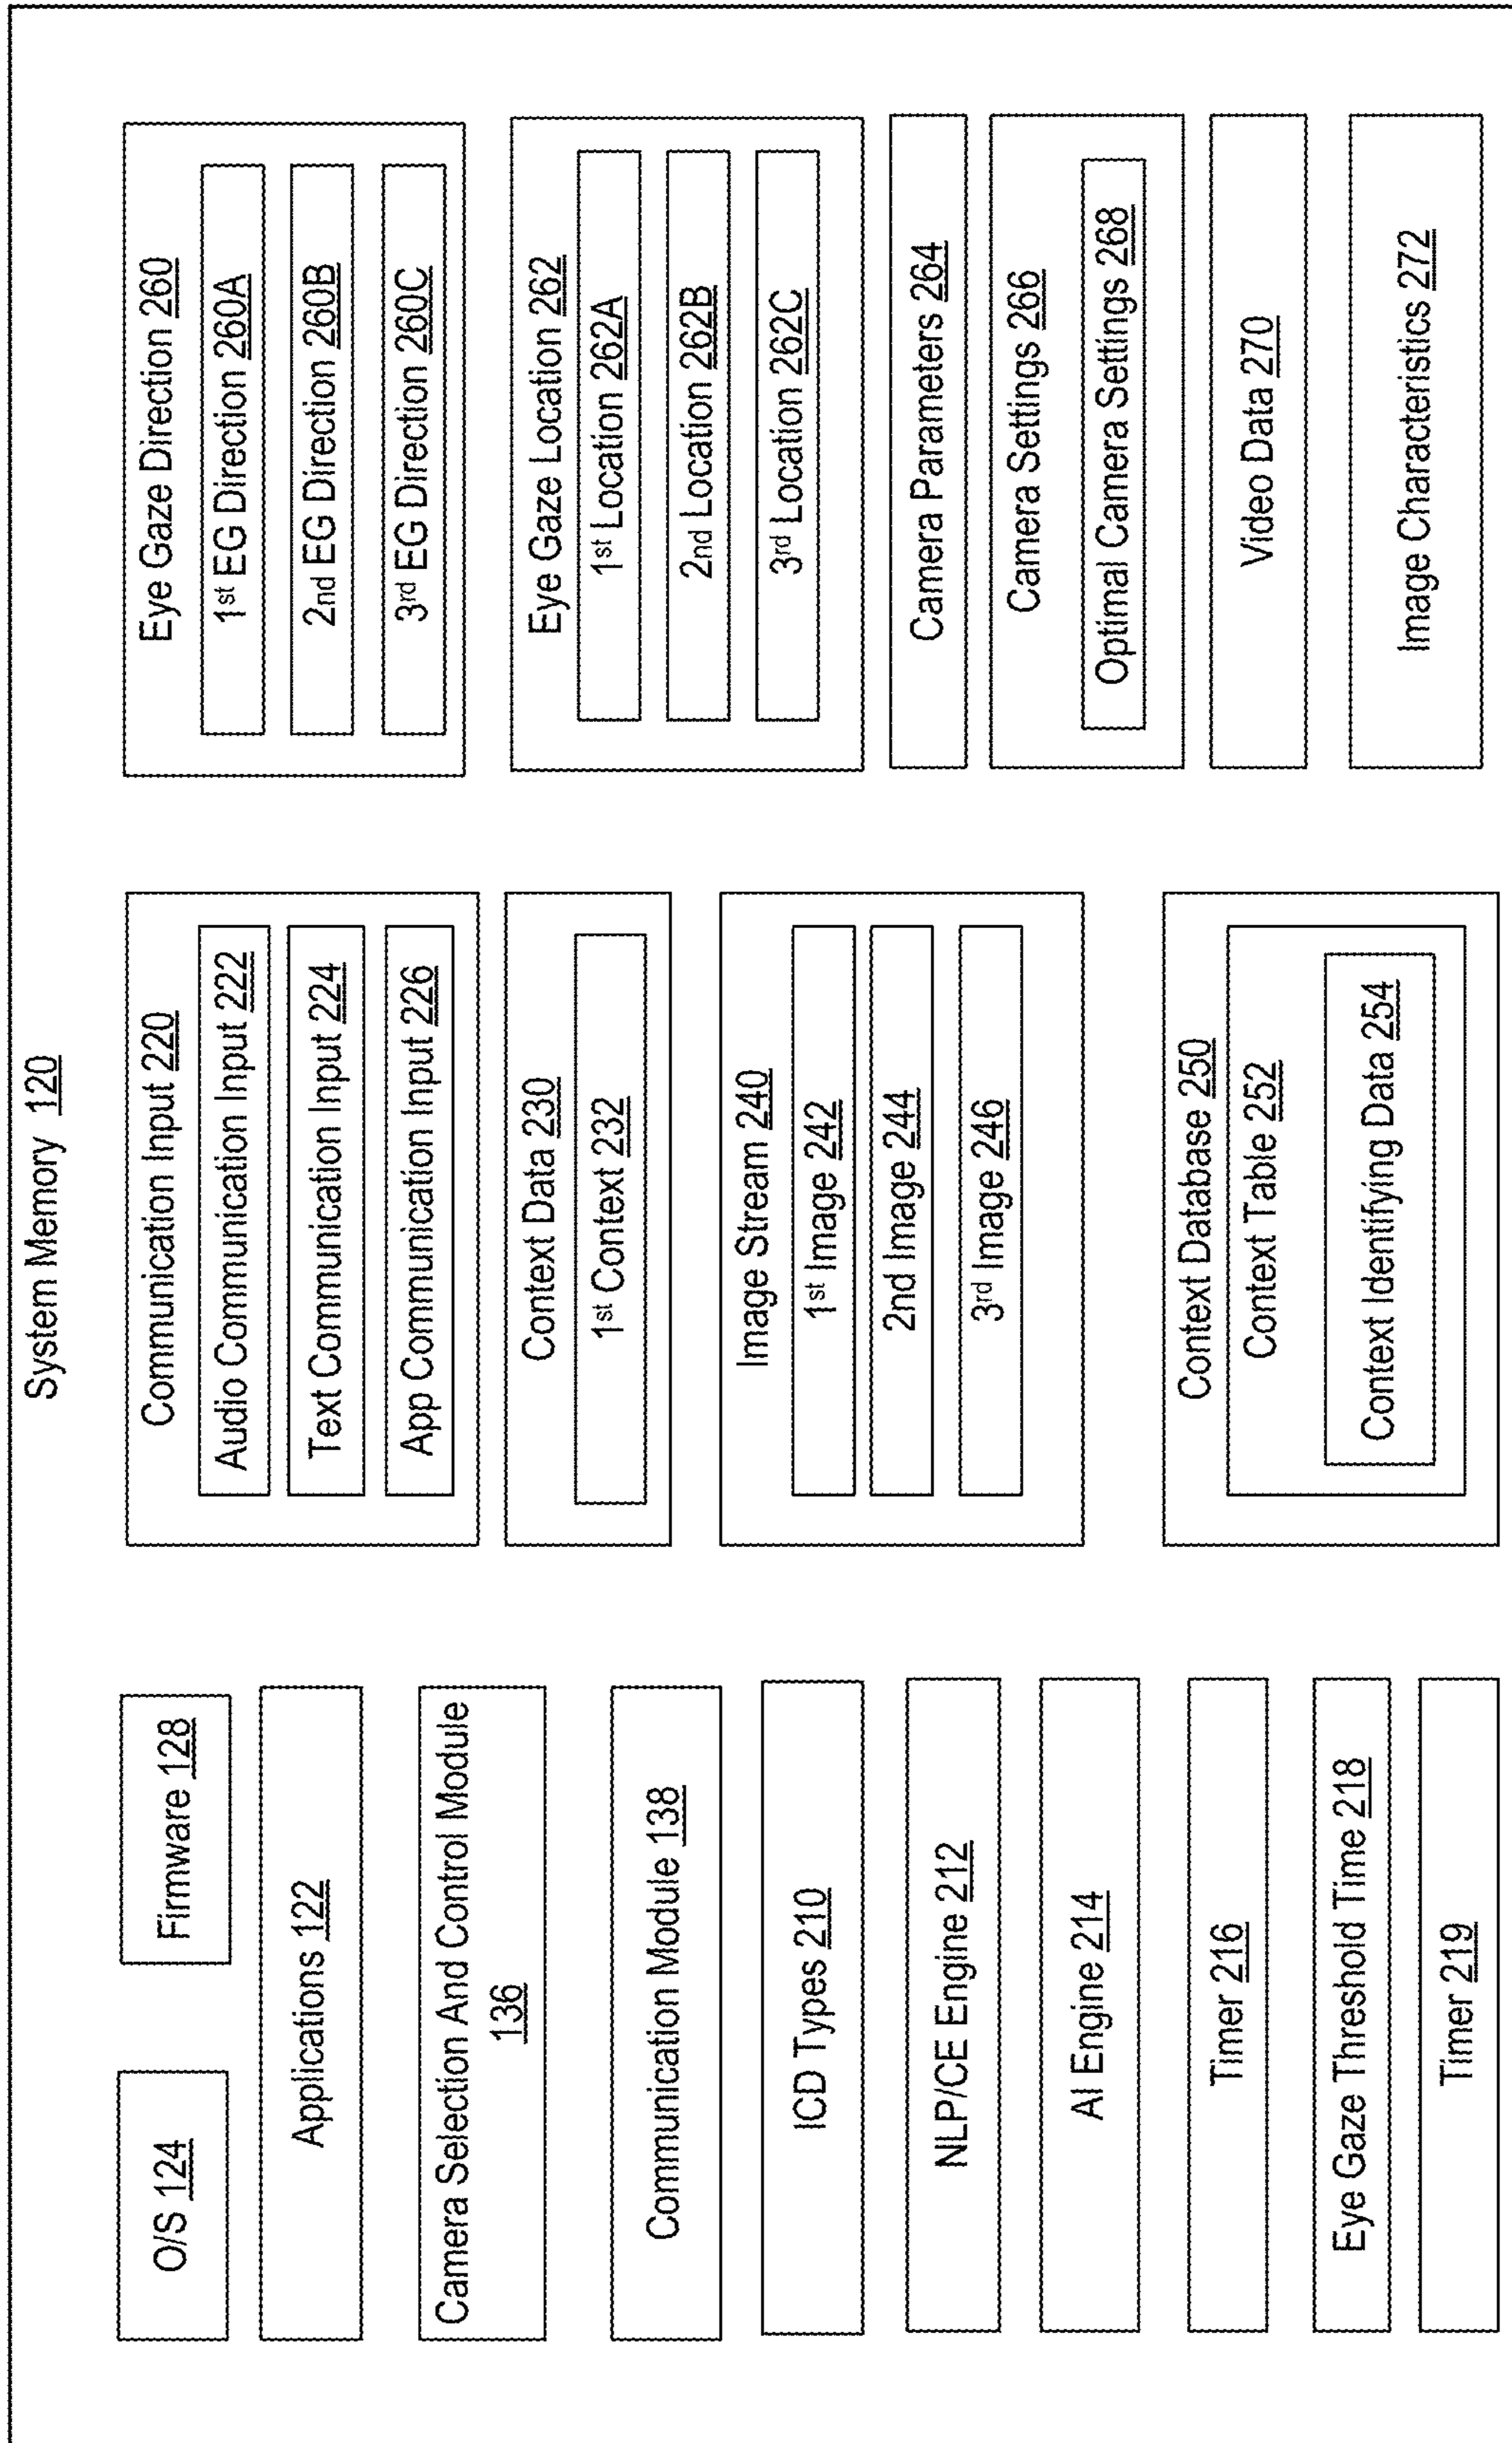 System Memory 120
O/S 124
Firmware 128
Applications 122
Camera Selection And Control Module
136
Communication Module 138
ICD Types 210
NLP/CE Engine 212
AI Engine 214
Timer 216
Eye Gaze Threshold Time 218
Timer 219
Communication Input 220
Audio Communication Input 222
Text Communication Input 224
App Communication Input 226
Context Data 230
1st Context 232
Image Stream 240
1st Image 242
2nd Image 244
3rd Image 246
Context Database 250
Context Table 252
Context Identifying Data 254
Eye Gaze Direction 260
1st EG Direction 260A
2nd EG Direction 260B
3rd EG Direction 260C
Eye Gaze Location 262
1st Location 262A
2nd Location 262B
3rd Location 262C
Camera Parameters 264
Camera Settings 266
Optimal Camera Settings 268
Video Data 270
Image Characteristics 272